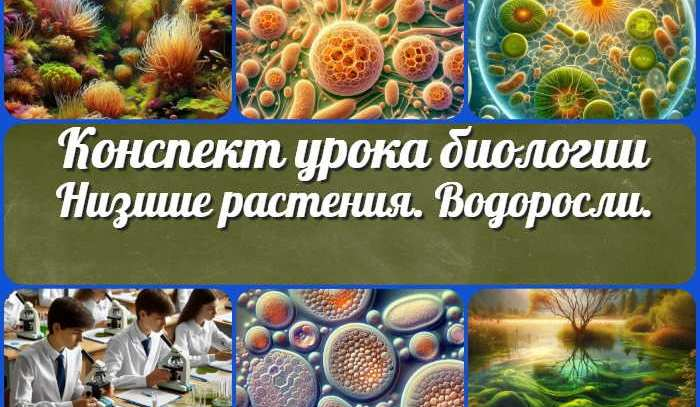 Конспект урока биологии
Низшие растения. Водоросли.